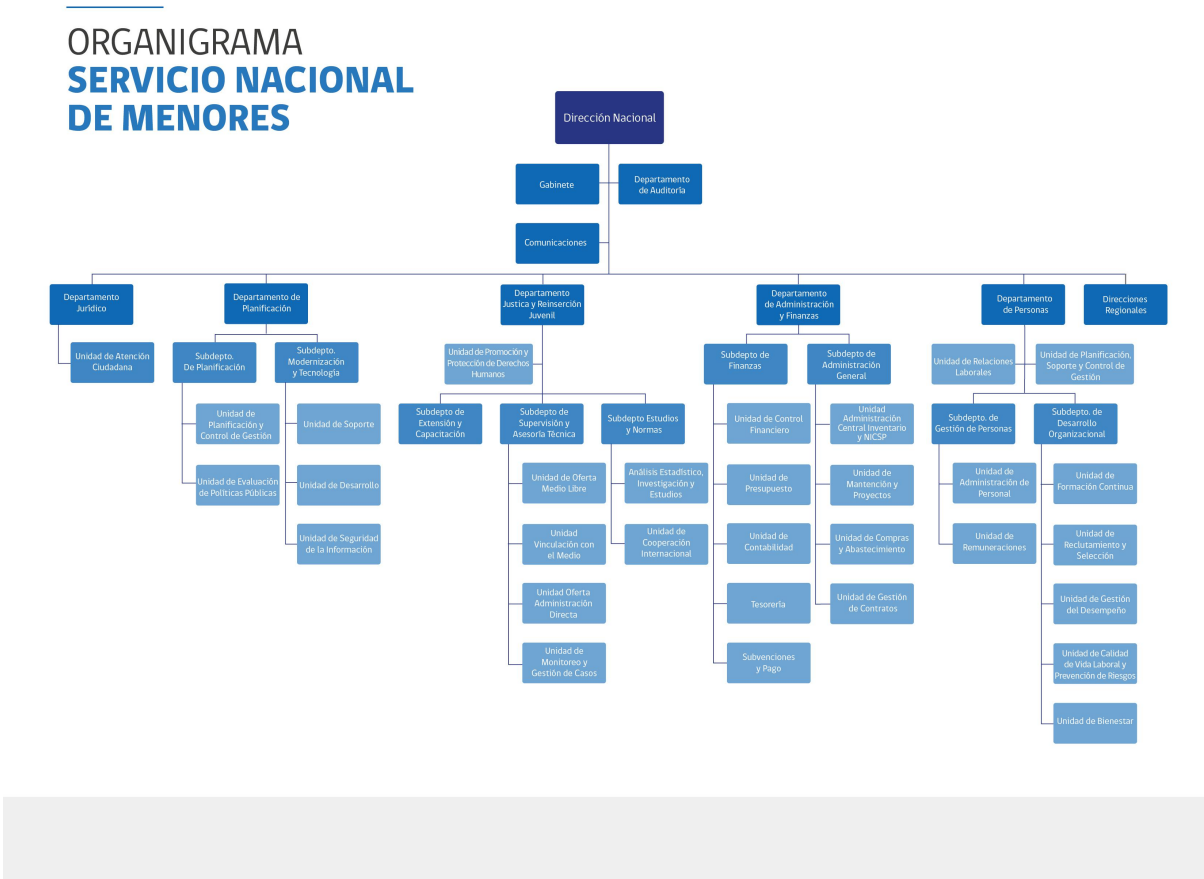 ORGANIGRAMA
SERVICIO NACIONAL
DE MENORES
Dirección Nacional
Gabinete
Departamento
de Auditoría
Comunicaciones
Departamento
Jurídico
Departamento de
Planificación
Departamento
Justica y Reinserción
Juvenil
Departamento
de Administración
y Finanzas
Departamento
de Personas
Direcciones
Regionales
Unidad de Atención
Ciudadana
Subdepto.
De Planificación
Subdepto.
Modernización
y Tecnología
Unidad de Promoción y
Protección de Derechos
Humanos
Subdepto de
Finanzas
Subdepto de
Administración
General
Unidad de Relaciones
Laborales
Unidad de Planificación,
Soporte y Control de
Gestión
Unidad de
Planificación y
Control de Gestión
Unidad de Soporte
Subdepto de
Extensión y
Capacitación
Subdepto de
Supervisión y
Asesoría Técnica
Subdepto Estudios
y Normas
Unidad de Control
Financiero
Unidad
Administración
Central Inventario
y NICSP
Subdepto. de
Gestión de Personas
Subdepto. de
Desarrollo
Organizacional
Unidad de Evaluación
de Políticas Públicas
Unidad de Desarrollo
Unidad de Oferta
Medio Libre
Análisis Estadístico,
Investigación y
Estudios
Unidad de
Presupuesto
Unidad de
Mantención y
Proyectos
Unidad de
Administración de
Personal
Unidad de
Formación Continua
Unidad de Seguridad
de la Información
Unidad
Vinculación con
el Medio
Unidad de
Cooperación
Internacional
Unidad de
Contabilidad
Unidad de Compras
y Abastecimiento
Unidad de
Remuneraciones
Unidad de
Reclutamiento y
Selección
Unidad Oferta
Administración
Directa
Tesorería
Unidad de Gestión
de Contratos
Unidad de Gestión
del Desempeño
Unidad de
Monitoreo y
Gestión de Casos
Subvenciones
y Pago
Unidad de Calidad
de Vida Laboral y
Prevención de Riesgos
Unidad de Bienestar